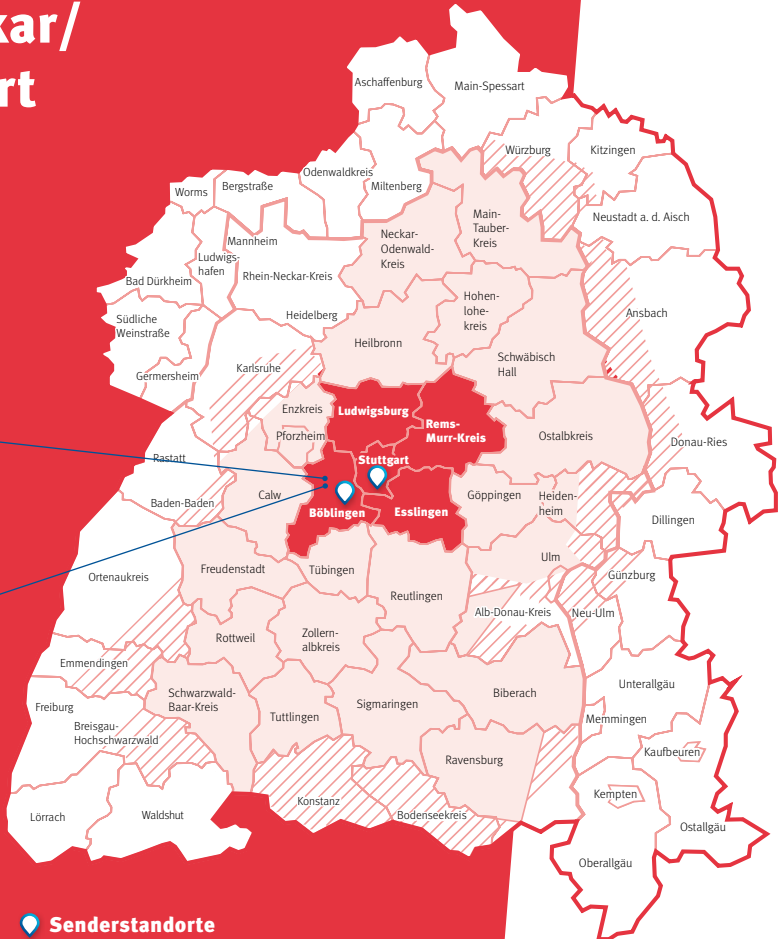 kar/
rt
Aschaffenburg
Main-Spessart
Würzburg
Kitzingen
Odenwaldkreis
Worms
Bergstraße
Miltenberg
Neustadt a. d. Aisch
Main-
Tauber-
Kreis
Neckar-
Odenwald-
Kreis
Mannheim
Ludwigs-
hafen
Rhein-Neckar-Kreis
Bad Dürkheim
Hohen-
lohe-
kreis
Ansbach
Südliche
Weinstraße
Heidelberg
Heilbronn
Schwäbisch
Hall
Germersheim
Karlsruhe
Enzkreis
Ludwigsburg
Rems-
Murr-Kreis
Pforzheim
Ostalbkreis
Donau-Ries
Rastatt
Stuttgart
Baden-Baden
Calw
Göppingen
Heiden-
heim
Böblingen
Esslingen
Dillingen
Ulm
Ortenaukreis
Freudenstadt
Tübingen
Günzburg
Reutlingen
Alb-Donau-Kreis
Neu-Ulm
Rottweil
Zollern-
albkreis
Emmendingen
Unterallgäu
Schwarzwald-
Baar-Kreis
Sigmaringen
Biberach
Freiburg
Tuttlingen
Memmingen
Breisgau-
Hochschwarzwald
Kaufbeuren
Ravensburg
Konstanz
Kempten
Lörrach
Waldshut
Bodenseekreis
Ostallgäu
Oberallgäu
Senderstandorte